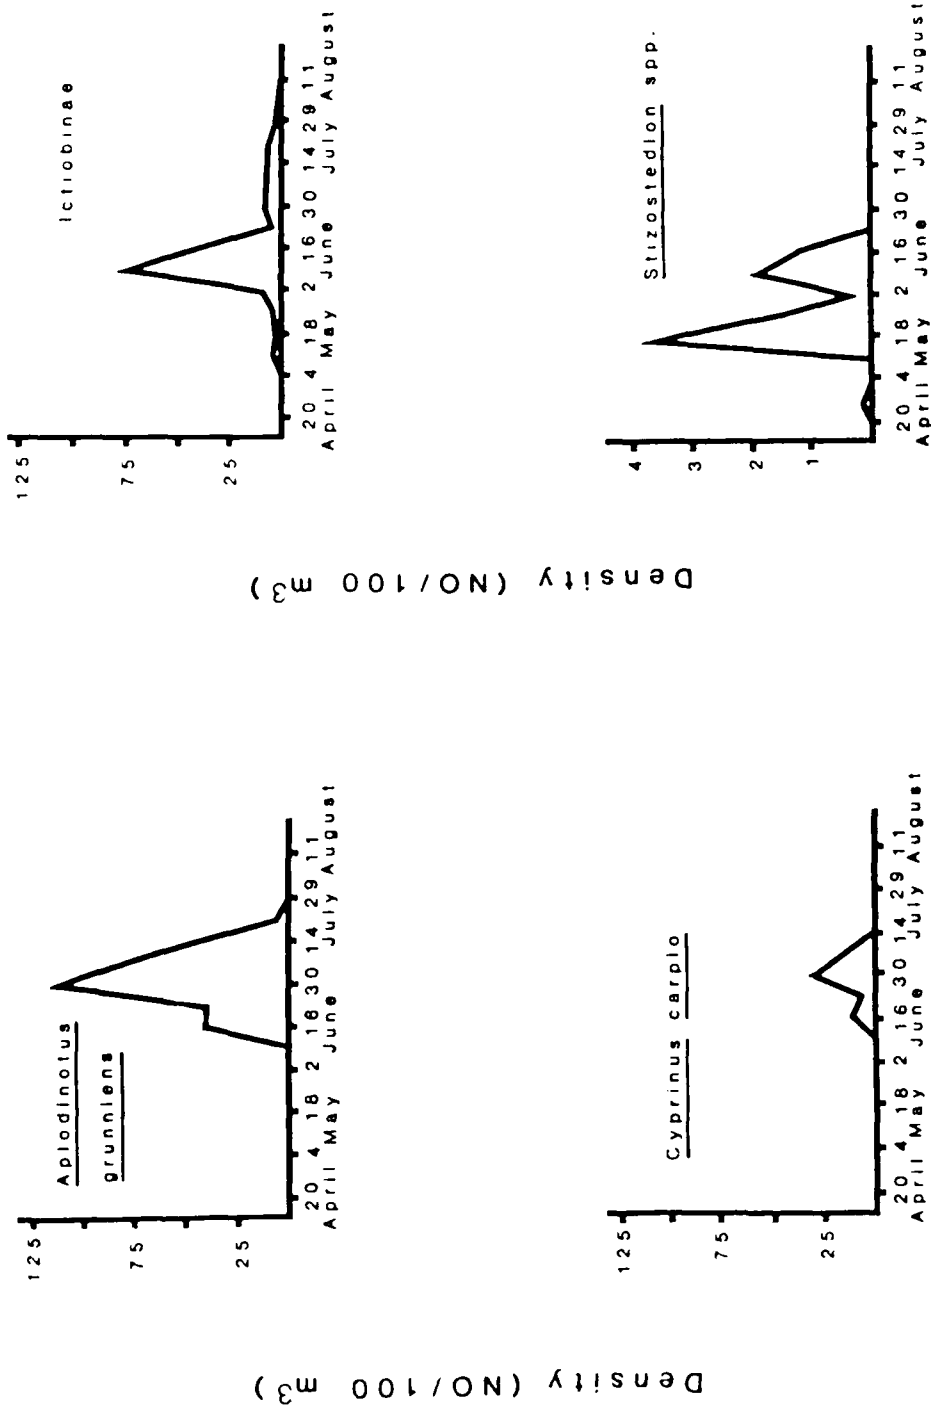 125
75
25
Ictiobinae
20 4 18 2 16 30 14 29 11
April May June July August
Density (NO/100 m3)
4
3
2
1
Stizostedion spp.
20 4 18 2 16 30 14 29 11
April May June July August
125
75
25
Aplodinotus
grunniens
20 4 18 2 16 30 14 29 11
April May June July August
Density (NO/100 m3)
125
75
25
Cyprinus carpio
20 4 18 2 16 30 14 29 11
April May June July August